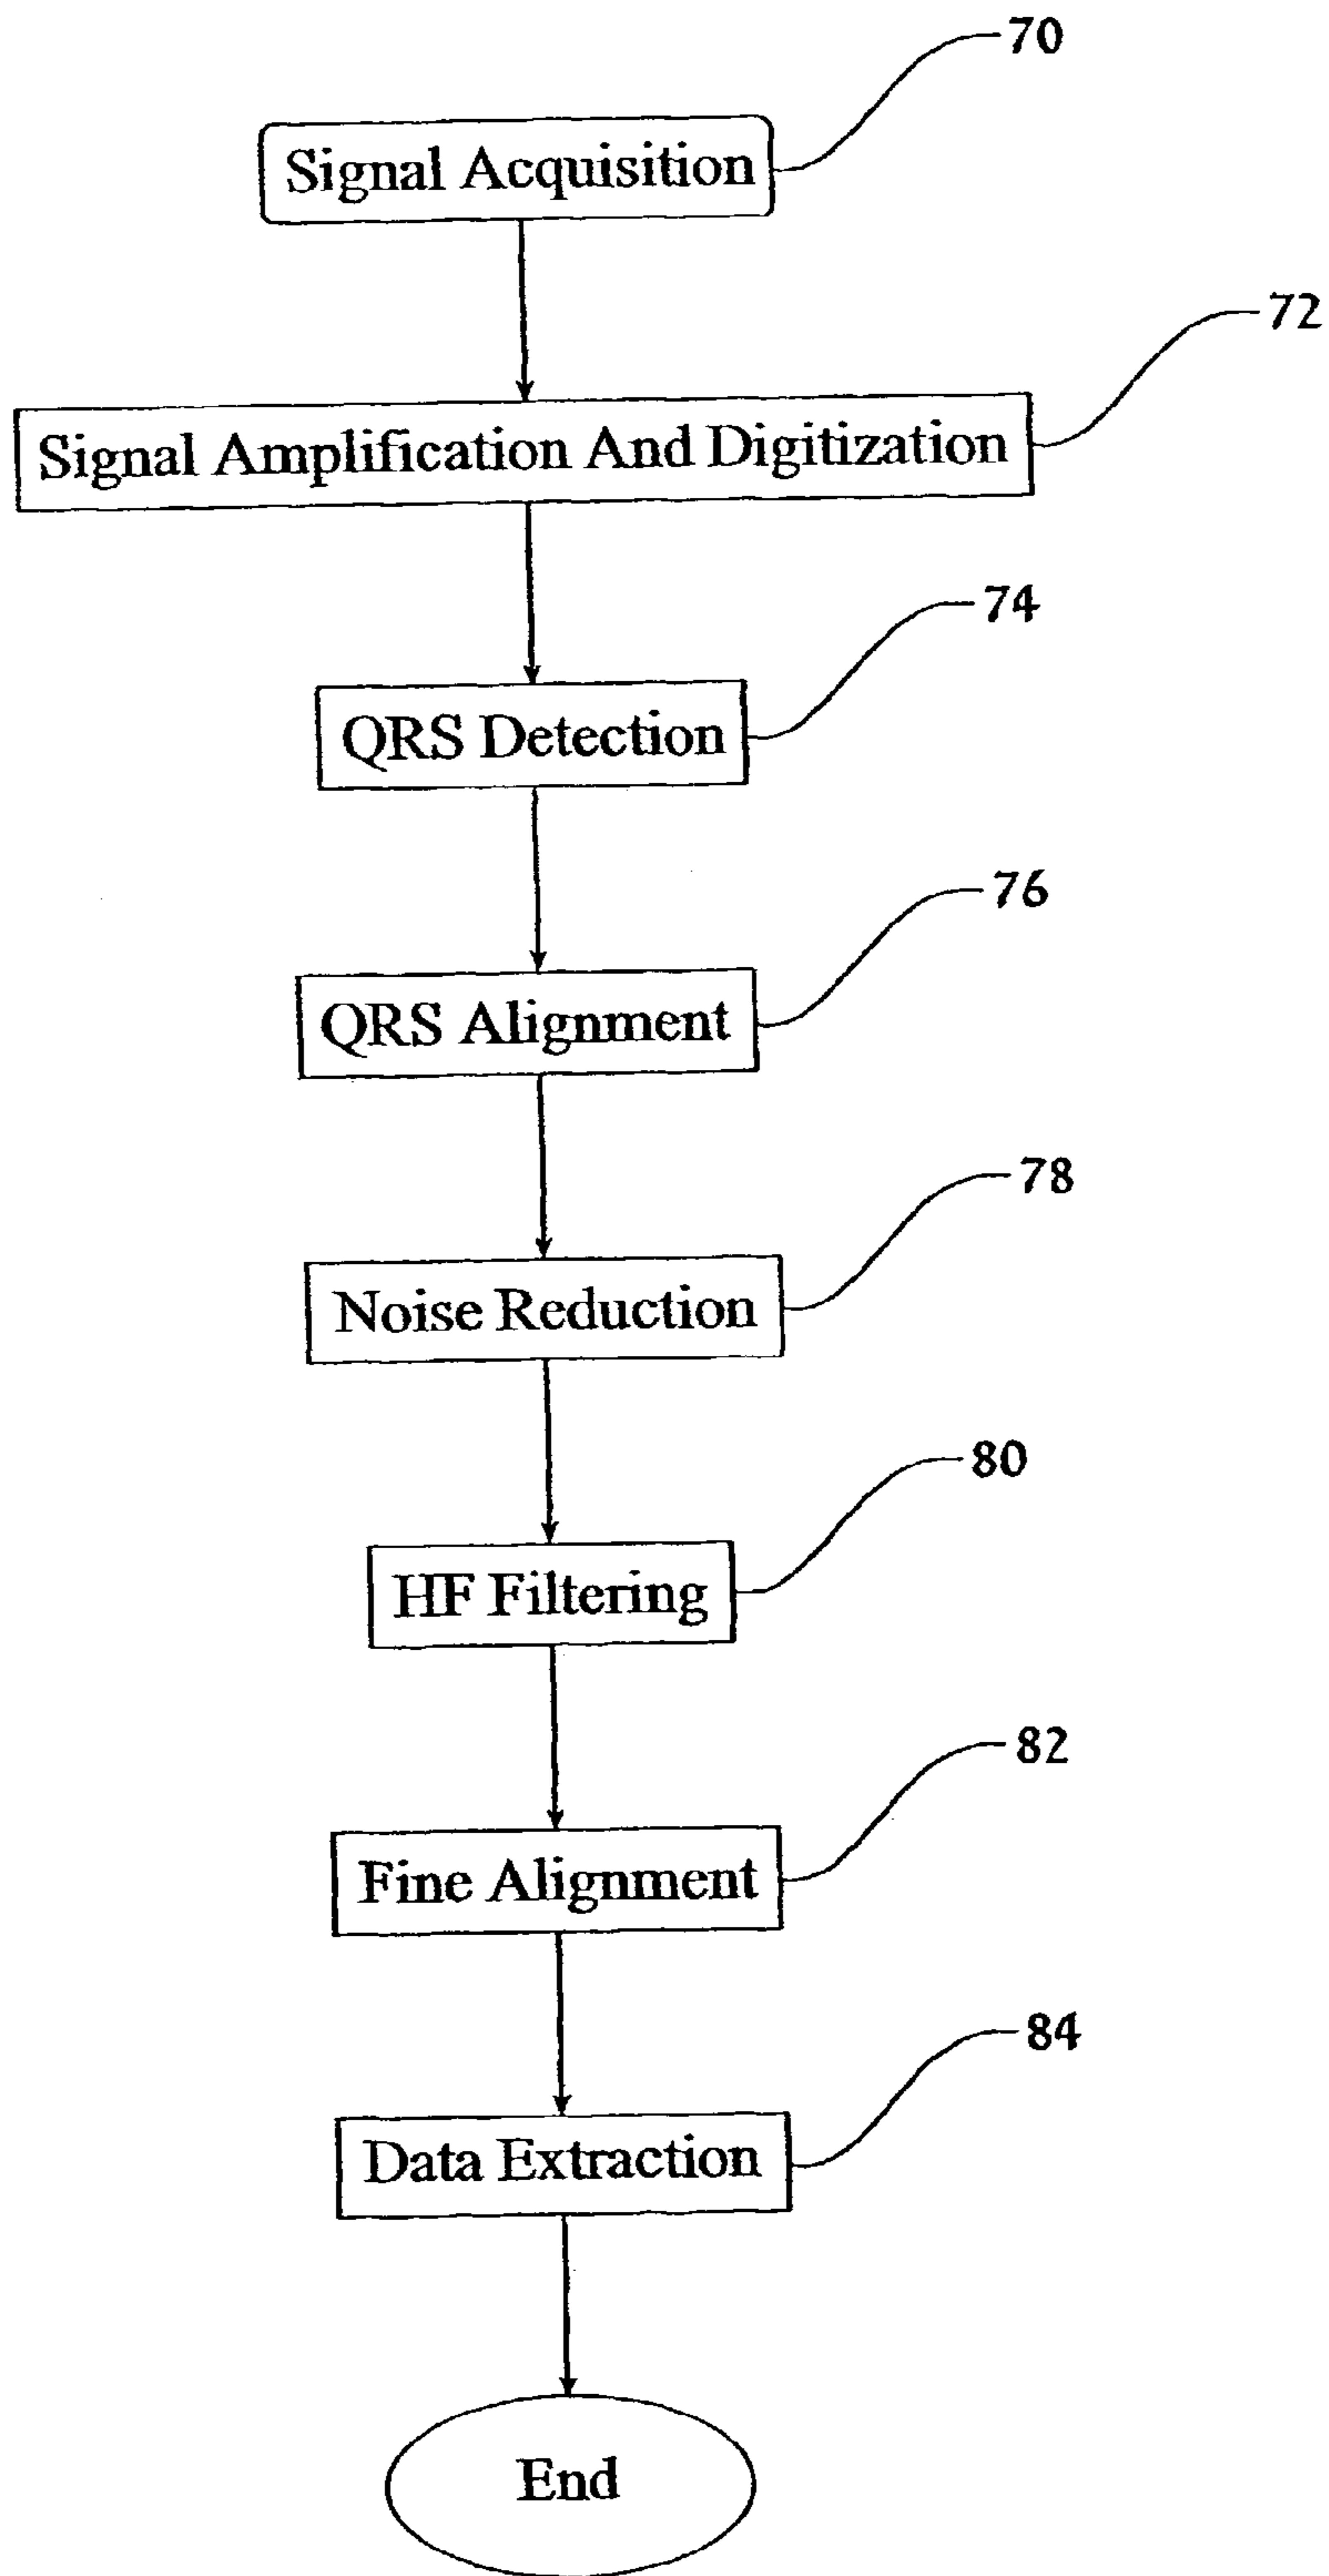 70
Signal Acquisition
72
Signal Amplification And Digitization
74
QRS Detection
76
QRS Alignment
78
Noise Reduction
80
HF Filtering
82
Fine Alignment
84
Data Extraction
End